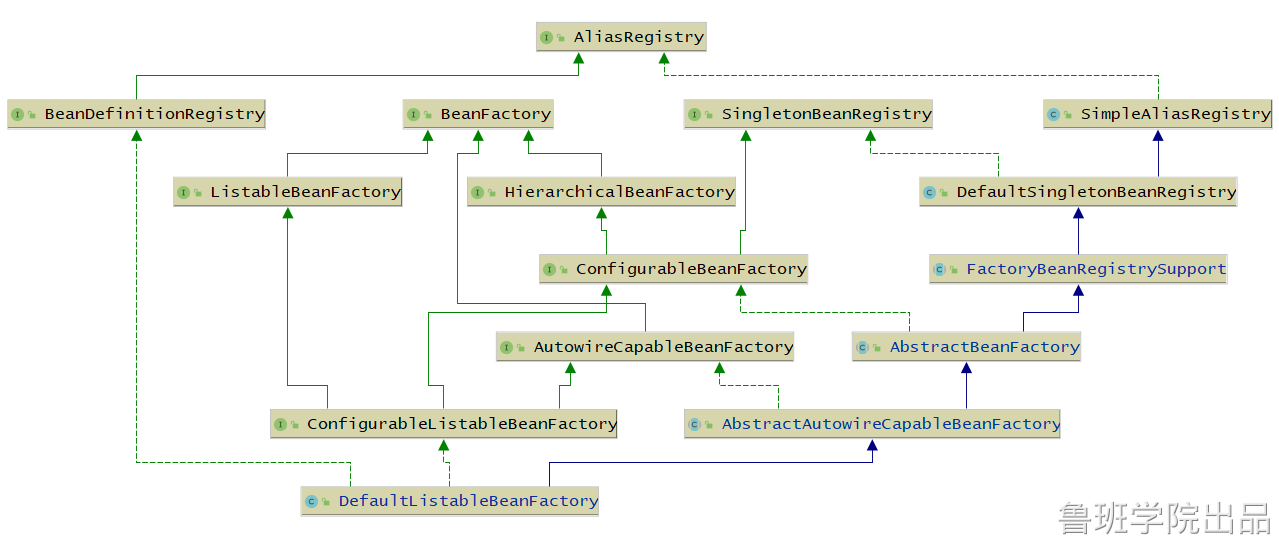 AliasRegistry
BeanDefinitionRegistry
BeanFactory
SingletonBeanRegistry
SimpleAliasRegistry
ListableBeanFactory
HierarchicalBeanFactory
DefaultSingletonBeanRegistry
ConfigurableBeanFactory
FactoryBeanRegistrySupport
AutowireCapableBeanFactory
AbstractBeanFactory
ConfigurableListableBeanFactory
AbstractAutowireCapableBeanFactory
DefaultListableBeanFactory
鲁班学院出品